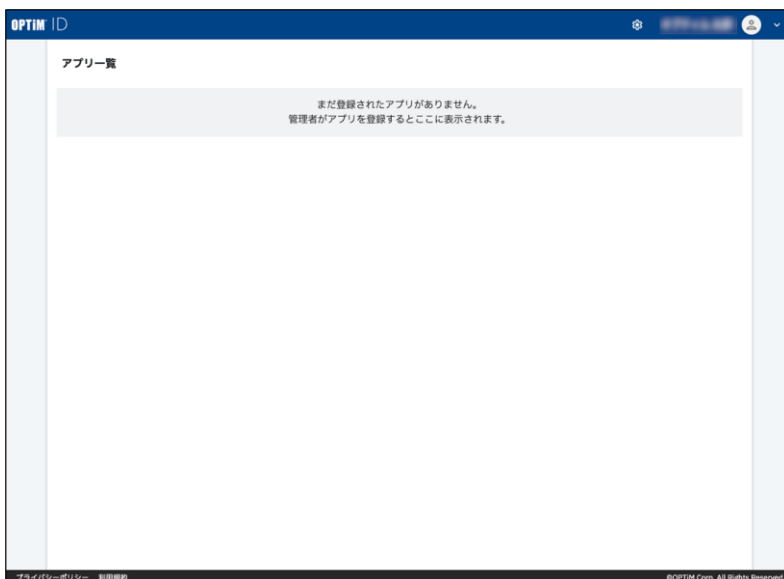 OPTiM ID
アプリ一覧
まだ登録されたアプリがありません。
管理者がアプリを登録するとここに表示されます。
プライバシーポリシー 利用規約
©OPTiM Corp. All Rights Reserved